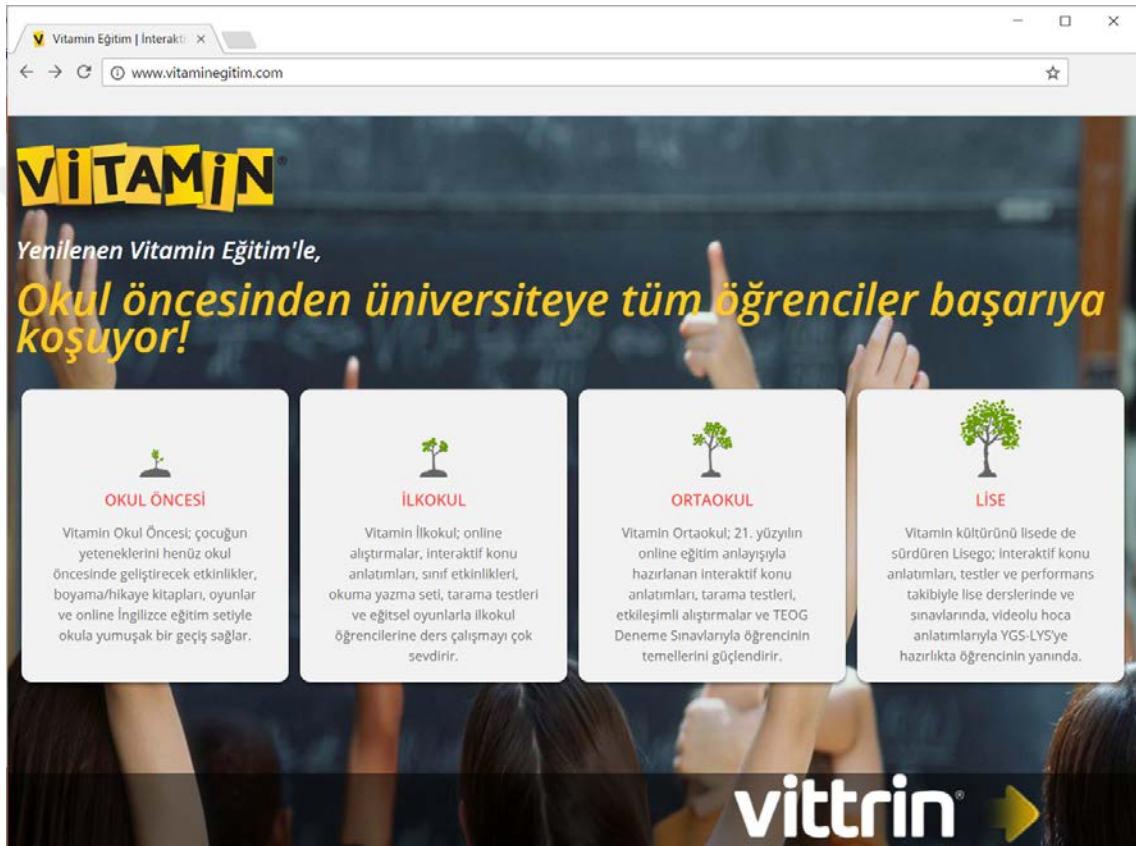 Vitamin Eğitim | İnterakti
www.vitaminegitim.com
VİTAMİN®
Yenilenen Vitamin Eğitim'le,
Okul öncesinden üniversiteye tüm öğrenciler başarıya
koşuyor!
OKUL ÖNCESİ
Vitamin Okul Öncesi; çocuğun
yeteneklerini henüz okul
öncesinde geliştirecek etkinlikler,
boyama/hikaye kitapları, oyunlar
ve online İngilizce eğitim setiyle
okula yumuşak bir geçiş sağlar.
İLKOKUL
Vitamin İlkokul; online
alıştırmalar, interaktif konu
anlatımları, sınıf etkinlikleri,
okuma yazma seti, tarama testleri
ve eğitsel oyunlarla ilkokul
öğrencilerine ders çalışmayı çok
sevdirir.
ORTAOKUL
Vitamin Ortaokul; 21. yüzyılın
online eğitim anlayışıyla
hazırlanan interaktif konu
anlatımları, tarama testleri,
etkileşimli alıştırmalar ve TEOG
Deneme Sınavlarıyla öğrencinin
temellerini güçlendirir.
LİSE
Vitamin kültürünü lisede de
sürdüren Lisego; interaktif konu
anlatımları, testler ve performans
takibiyle lise derslerinde ve
sınavlarında, videolu hoca
anlatımlarıyla YGS-LYS'ye
hazırlıkta öğrencinin yanında.
vittrin®